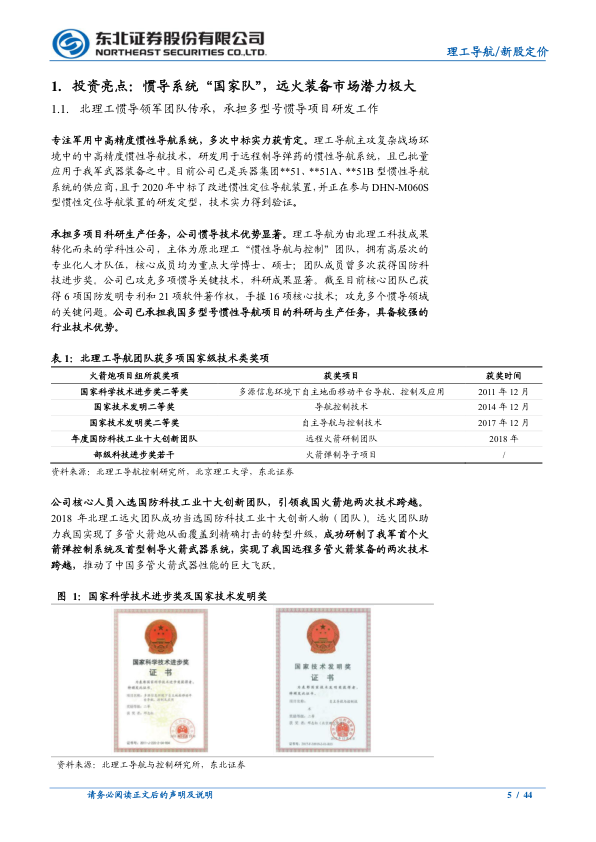 东北证券股份有限公司
NORTHEAST SECURITIES CO.,LTD.
理工导航/新股定价
1. 投资亮点：惯导系统“国家队”，远火装备市场潜力极大
1.1. 北理工惯导领军团队传承，承担多型号惯导项目研发工作
专注军用中高精度惯性导航系统，多次中标实力获肯定。理工导航主攻复杂战场环
境中的中高精度惯性导航技术，研发用于远程制导弹药的惯性导航系统，且已批量
应用于我军武器装备之中。目前公司已是兵器集团**51、**51A、**51B 型惯性导航
系统的供应商，且于 2020 年中标了改进惯性定位导航装置，并正在参与 DHN-M060S
型惯性定位导航装置的研发定型，技术实力得到验证。
承担多项目科研生产任务，公司惯导技术优势显著。理工导航为由北理工科技成果
转化而来的学科性公司，主体为原北理工“惯性导航与控制”团队，拥有高层次的
专业化人才队伍，核心成员均为重点大学博士、硕士；团队成员曾多次获得国防科
技进步奖。公司已攻克多项惯导关键技术，科研成果显著。截至目前核心团队已获
得 6 项国防发明专利和 21 项软件著作权，手握 16 项核心技术；攻克多个惯导领域
的关键问题。公司已承担我国多型号惯性导航项目的科研与生产任务，具备较强的
行业技术优势。
表 1：北理工导航团队获多项国家级技术类奖项
火箭炮项目组所获奖项 获奖项目 获奖时间
国家科学技术进步奖二等奖 多源信息环境下自主地面移动平台导航，控制及应用 2011 年 12 月
国家技术发明二等奖 导航控制技术 2014 年 12 月
国家技术发明奖二等奖 自主导航与控制技术 2017 年 12 月
年度国防科技工业十大创新团队 远程火箭研制团队 2018 年
部级科技进步奖若干 火箭弹制导子项目 /
资料来源：北理工导航控制研究所，北京理工大学，东北证券
公司核心人员入选国防科技工业十大创新团队，引领我国火箭炮两次技术跨越。
2018 年北理工远火团队成功当选国防科技工业十大创新人物（团队）。远火团队助
力我国实现了多管火箭炮从面覆盖到精确打击的转型升级，成功研制了我军首个火
箭弹控制系统及首型制导火箭武器系统，实现了我国远程多管火箭装备的两次技术
跨越，推动了中国多管火箭武器性能的巨大飞跃。
图 1：国家科学技术进步奖及国家技术发明奖
国家科学技术进步奖
证 书
国家技术发明奖
证 书
资料来源：北理工导航与控制研究所，东北证券
请务必阅读正文后的声明及说明
5 / 44